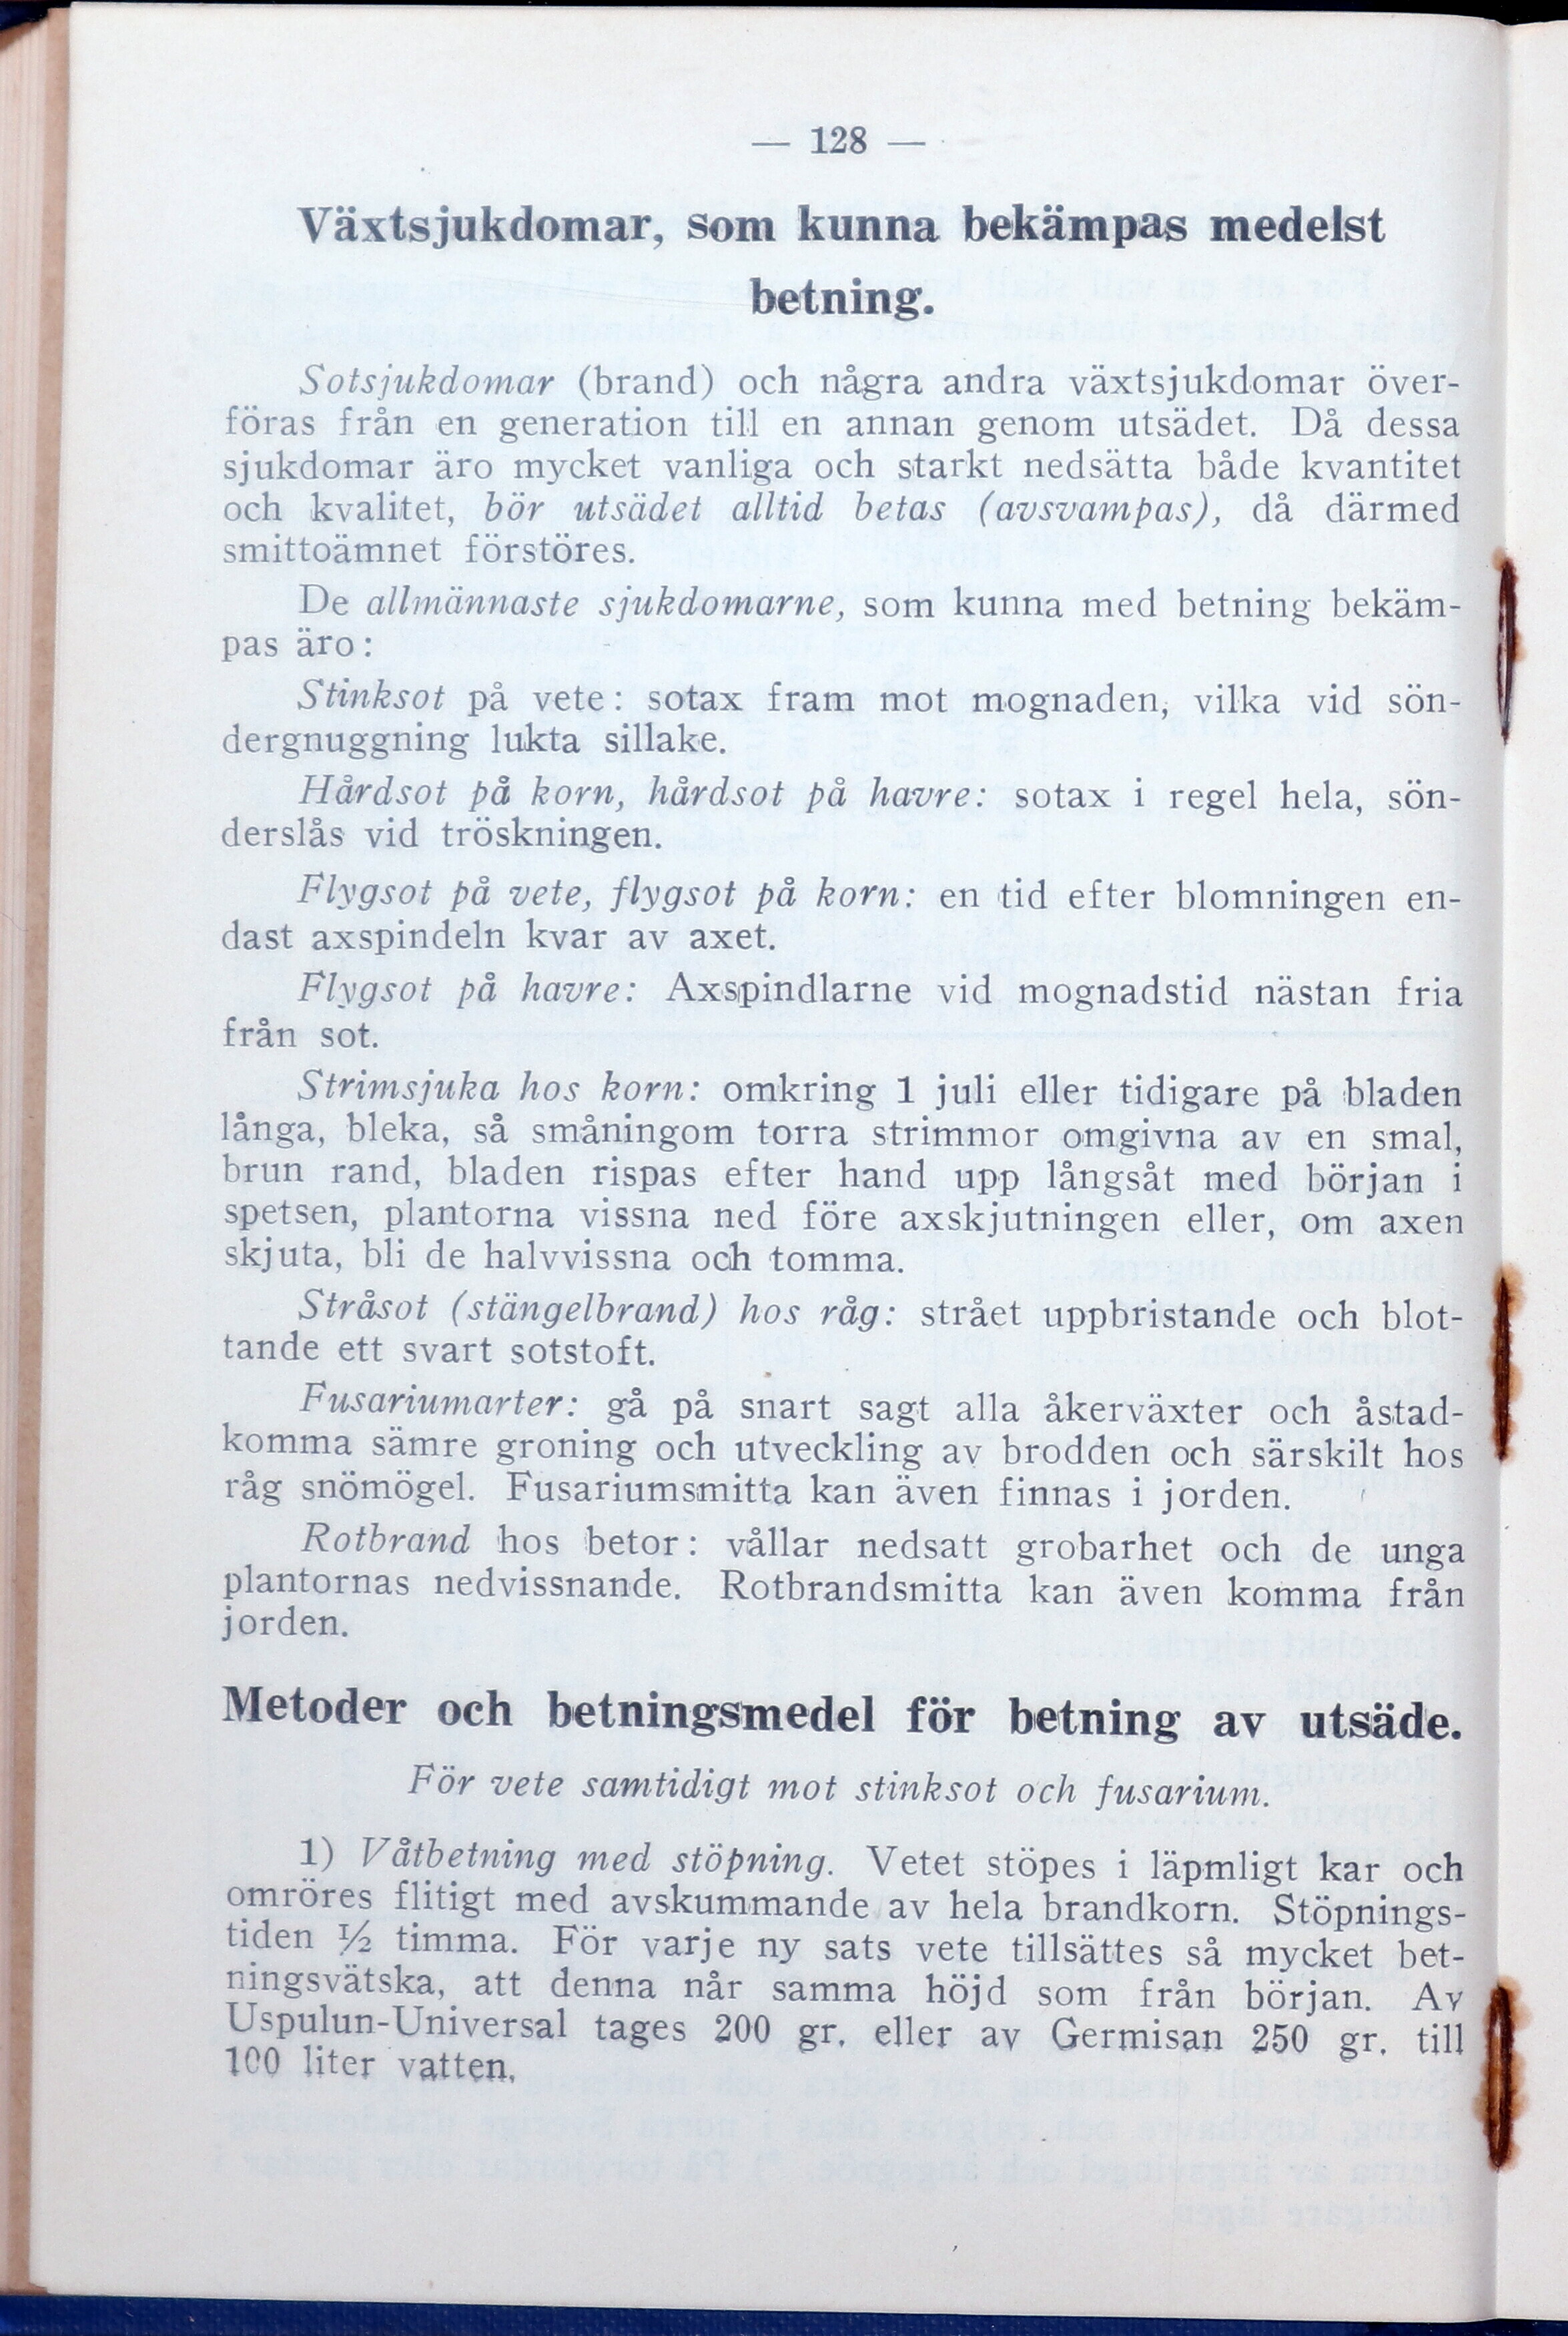 — 128 —
Växtsjukdomar, som kunna bekämpas medelst
betning.
Sotsjukdomar (brand) och några andra växtsjukdomar över-
föras från en generation till en annan genom utsädet. Då dessa
sjukdomar äro mycket vanliga och starkt nedsätta både kvantitet
och kvalitet, bör utsädet alltid betas (avsvampas), då därmed
smittoämnet förstöres.
De allmännaste sjukdomarne, som kunna med betning bekäm-
pas äro:
Stinksot på vete: sotax fram mot mognaden, vilka vid sön-
dergnuggning lukta sillake.
Hårdsot på korn, hårdsot på havre: sotax i regel hela, sön-
derslås vid tröskningen.
Flygsot på vete, flygsot på korn: en tid efter blomningen en-
dast axspindeln kvar av axet.
Flygsot på havre: Axspindlarne vid mognadstid nästan fria
från sot.
Strimsjuka hos korn: omkring 1 juli eller tidigare på bladen
långa, bleka, så småningom torra strimmor omgivna av en smal,
brun rand, bladen rispas efter hand upp långsåt med början i
spetsen, plantorna vissna ned före axskjutningen eller, om axen
skjuta, bli de halvvissna och tomma.
Stråsot (stängelbrand) hos råg: strået uppbristande och blot-
tande ett svart sotstoft.
Fusariumarter: gå på snart sagt alla åkerväxter och åstad-
komma sämre groning och utveckling av brodden och särskilt hos
råg snömögel. Fusariumsmitta kan även finnas i jorden.
Rotbrand hos betor: vållar nedsatt grobarhet och de unga
plantornas nedvissnande. Rotbrandsmitta kan även komma från
jorden.
Metoder och betningsmedel för betning av utsäde.
För vete samtidigt mot stinksot och fusarium.
1) Våtbetning med stöpning. Vetet stöpes i läpmligt kar och
omröres flitigt med avskummande av hela brandkorn. Stöpnings-
tiden ½ timma. För varje ny sats vete tillsättes så mycket bet-
ningsvätska, att denna når samma höjd som från början. Av
Uspulun-Universal tages 200 gr. eller av Germisan 250 gr. till
100 liter vatten.